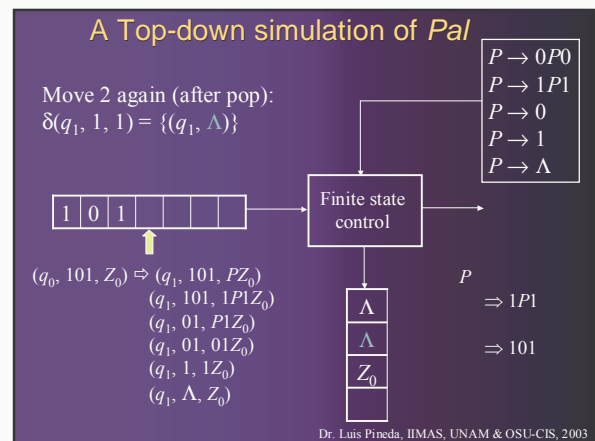 A Top-down simulation of Pal
P → 0P0
P → 1P1
P → 0
P → 1
P → Λ
Move 2 again (after pop):
δ(q₁, 1, 1) = {(q₁, Λ)}
1 0 1
Finite state
control
(q₀, 101, Z₀) ⇨ (q₁, 101, PZ₀)
(q₁, 101, 1P1Z₀)
(q₁, 01, P1Z₀)
(q₁, 01, 01Z₀)
(q₁, 1, 1Z₀)
(q₁, Λ, Z₀)
Λ
Λ
Z₀
P
⇒ 1P1
⇒ 101
Dr. Luis Pineda, IIMAS, UNAM & OSU-CIS, 2003